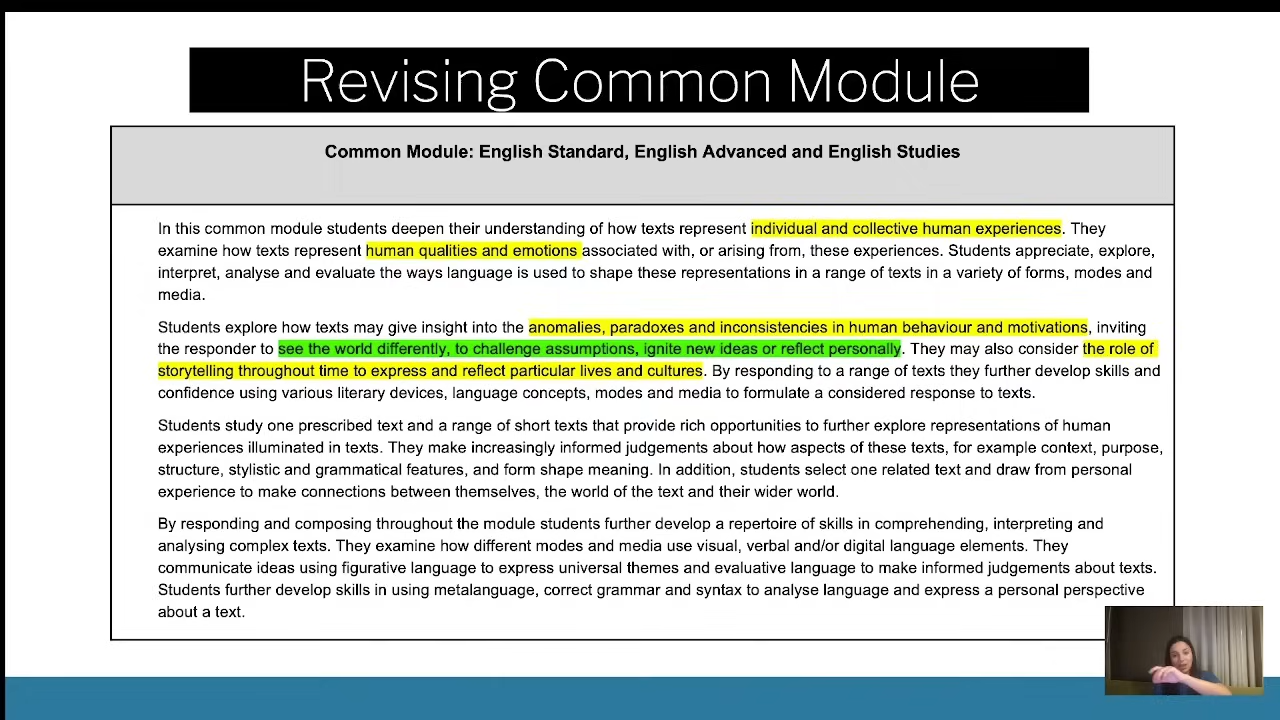 Revising Common Module
Common Module: English Standard, English Advanced and English Studies
In this common module students deepen their understanding of how texts represent individual and collective human experiences. They
examine how texts represent human qualities and emotions associated with, or arising from, these experiences. Students appreciate, explore,
interpret, analyse and evaluate the ways language is used to shape these representations in a range of texts in a variety of forms, modes and
media.
Students explore how texts may give insight into the anomalies, paradoxes and inconsistencies in human behaviour and motivations, inviting
the responder to see the world differently, to challenge assumptions, ignite new ideas or reflect personally. They may also consider the role of
storytelling throughout time to express and reflect particular lives and cultures. By responding to a range of texts they further develop skills and
confidence using various literary devices, language concepts, modes and media to formulate a considered response to texts.
Students study one prescribed text and a range of short texts that provide rich opportunities to further explore representations of human
experiences illuminated in texts. They make increasingly informed judgements about how aspects of these texts, for example context, purpose,
structure, stylistic and grammatical features, and form shape meaning. In addition, students select one related text and draw from personal
experience to make connections between themselves, the world of the text and their wider world.
By responding and composing throughout the module students further develop a repertoire of skills in comprehending, interpreting and
analysing complex texts. They examine how different modes and media use visual, verbal and/or digital language elements. They
communicate ideas using figurative language to express universal themes and evaluative language to make informed judgements about texts.
Students further develop skills in using metalanguage, correct grammar and syntax to analyse language and express a personal perspective
about a text.